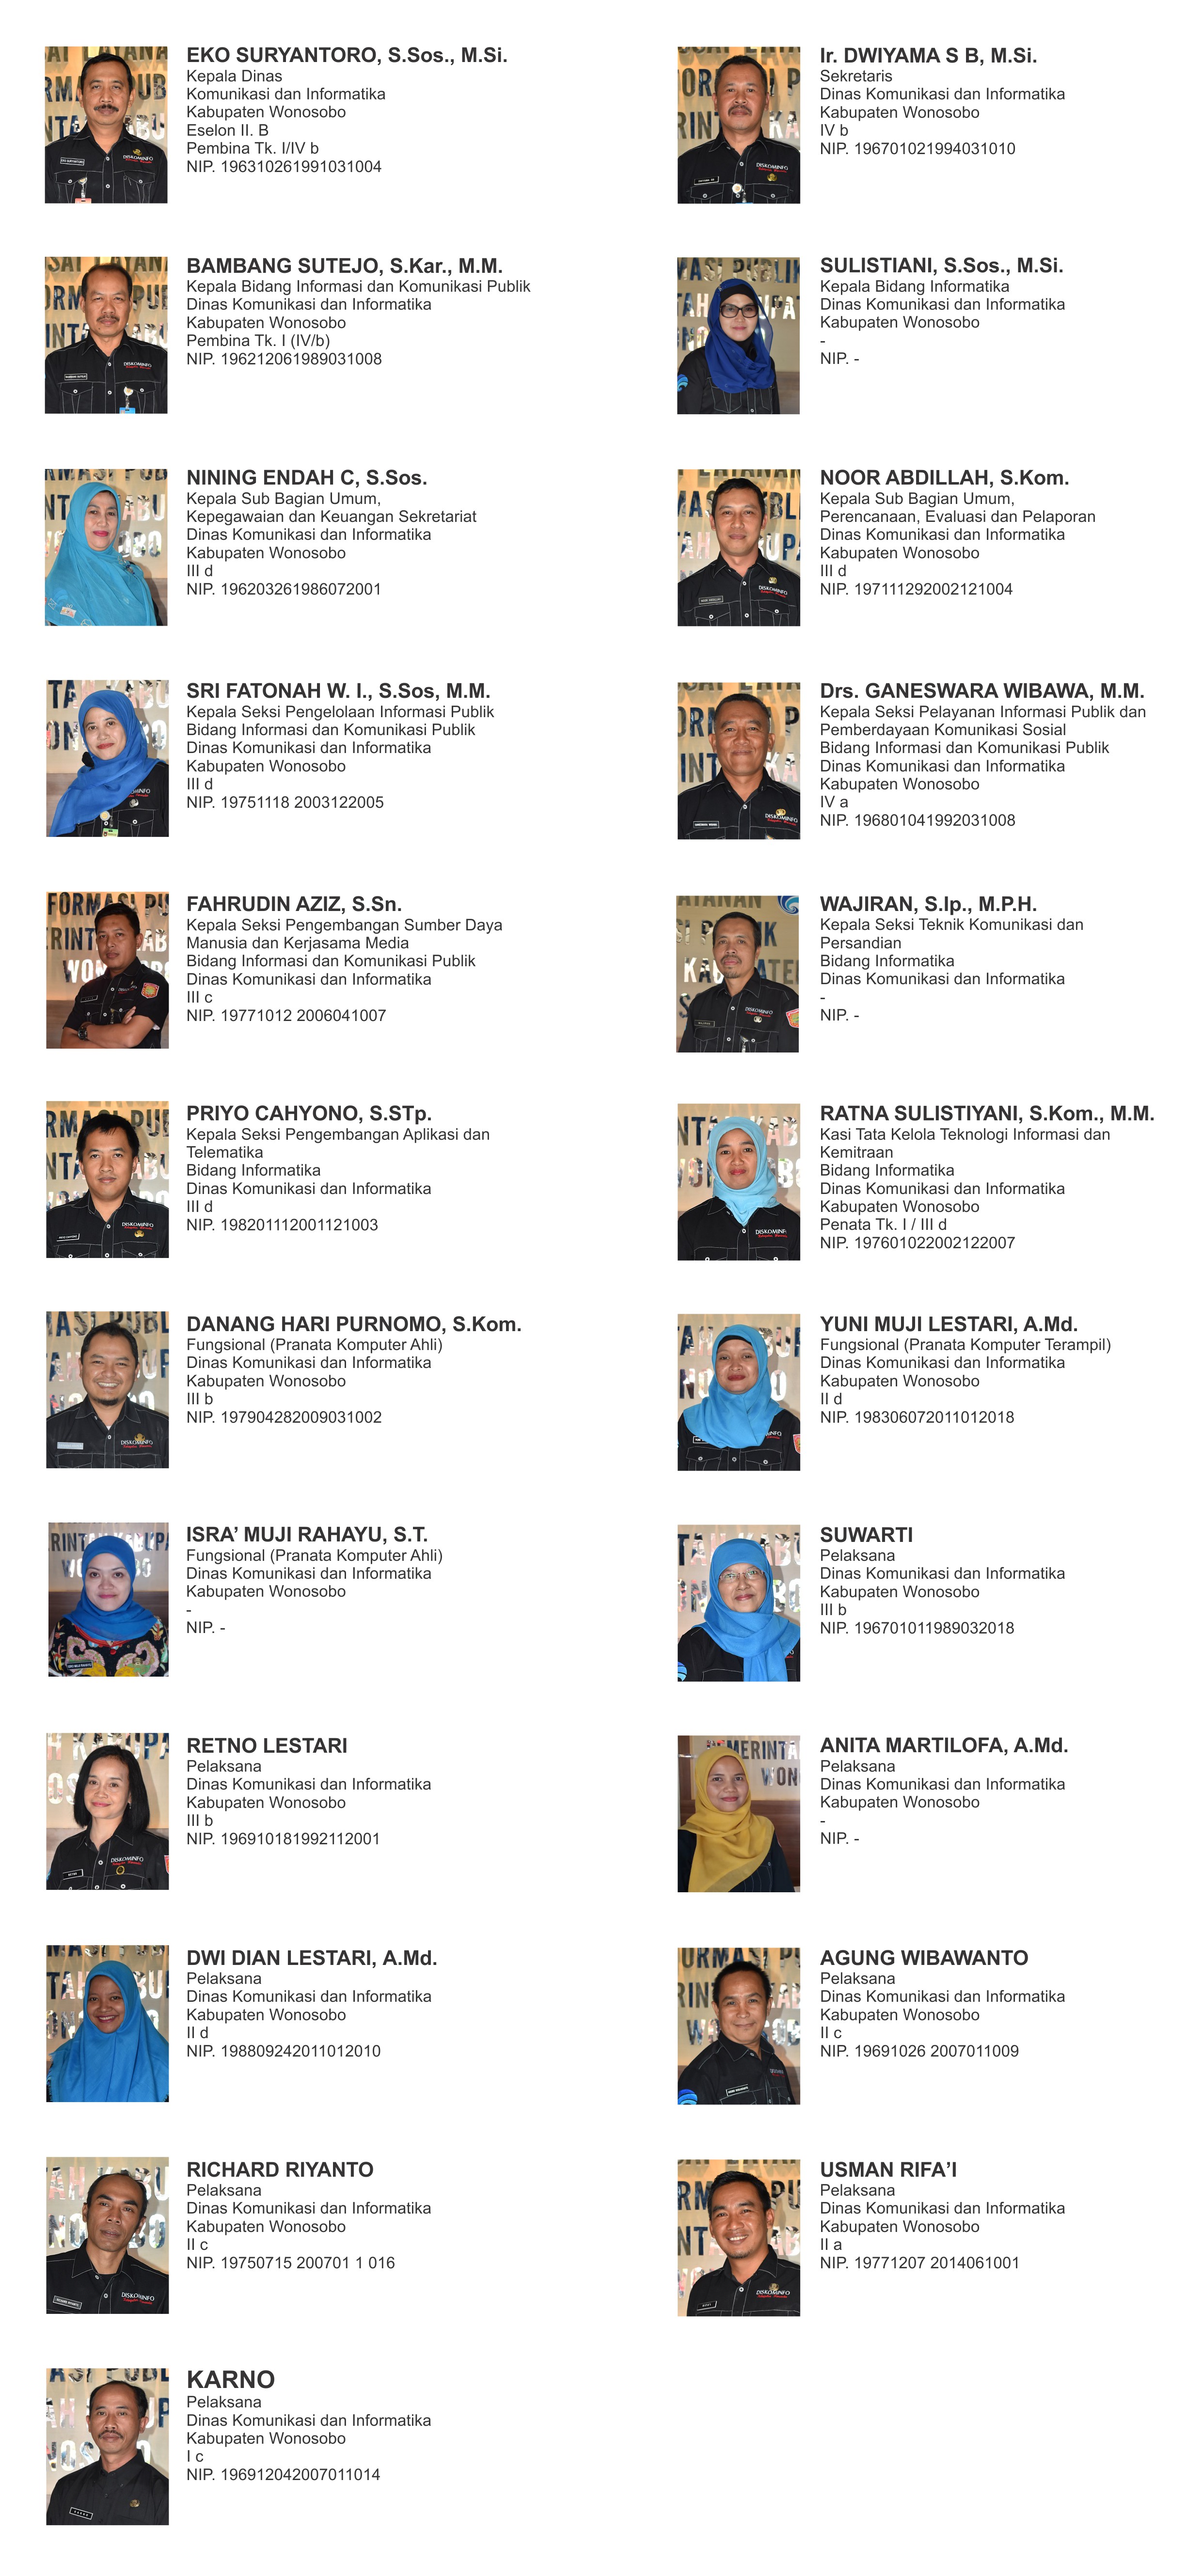 EKO SURYANTORO, S.Sos., M.Si.
Kepala Dinas
Komunikasi dan Informatika
Kabupaten Wonosobo
Eselon II. B
Pembina Tk. I/IV b
NIP. 196310261991031004
Ir. DWIYAMA S B, M.Si.
Sekretaris
Dinas Komunikasi dan Informatika
Kabupaten Wonosobo
IV b
NIP. 196701021994031010
BAMBANG SUTEJO, S.Kar., M.M.
Kepala Bidang Informasi dan Komunikasi Publik
Dinas Komunikasi dan Informatika
Kabupaten Wonosobo
Pembina Tk. I (IV/b)
NIP. 196212061989031008
SULISTIANI, S.Sos., M.Si.
Kepala Bidang Informatika
Dinas Komunikasi dan Informatika
Kabupaten Wonosobo
-
NIP. -
NINING ENDAH C, S.Sos.
Kepala Sub Bagian Umum,
Kepegawaian dan Keuangan Sekretariat
Dinas Komunikasi dan Informatika
Kabupaten Wonosobo
III d
NIP. 196203261986072001
NOOR ABDILLAH, S.Kom.
Kepala Sub Bagian Umum,
Perencanaan, Evaluasi dan Pelaporan
Dinas Komunikasi dan Informatika
Kabupaten Wonosobo
III d
NIP. 197111292002121004
SRI FATONAH W. I., S.Sos, M.M.
Kepala Seksi Pengelolaan Informasi Publik
Bidang Informasi dan Komunikasi Publik
Dinas Komunikasi dan Informatika
Kabupaten Wonosobo
III d
NIP. 19751118 2003122005
Drs. GANESWARA WIBAWA, M.M.
Kepala Seksi Pelayanan Informasi Publik dan
Pemberdayaan Komunikasi Sosial
Bidang Informasi dan Komunikasi Publik
Dinas Komunikasi dan Informatika
Kabupaten Wonosobo
IV a
NIP. 196801041992031008
FAHRUDIN AZIZ, S.Sn.
Kepala Seksi Pengembangan Sumber Daya
Manusia dan Kerjasama Media
Bidang Informasi dan Komunikasi Publik
Dinas Komunikasi dan Informatika
III c
NIP. 19771012 2006041007
WAJIRAN, S.Ip., M.P.H.
Kepala Seksi Teknik Komunikasi dan
Persandian
Bidang Informatika
Dinas Komunikasi dan Informatika
-
NIP. -
PRIYO CAHYONO, S.STp.
Kepala Seksi Pengembangan Aplikasi dan
Telematika
Bidang Informatika
Dinas Komunikasi dan Informatika
III d
NIP. 198201112001121003
RATNA SULISTIYANI, S.Kom., M.M.
Kasi Tata Kelola Teknologi Informasi dan
Kemitraan
Bidang Informatika
Dinas Komunikasi dan Informatika
Kabupaten Wonosobo
Penata Tk. I / III d
NIP. 197601022002122007
DANANG HARI PURNOMO, S.Kom.
Fungsional (Pranata Komputer Ahli)
Dinas Komunikasi dan Informatika
Kabupaten Wonosobo
III b
NIP. 197904282009031002
YUNI MUJI LESTARI, A.Md.
Fungsional (Pranata Komputer Terampil)
Dinas Komunikasi dan Informatika
Kabupaten Wonosobo
II d
NIP. 198306072011012018
ISRA’ MUJI RAHAYU, S.T.
Fungsional (Pranata Komputer Ahli)
Dinas Komunikasi dan Informatika
Kabupaten Wonosobo
-
NIP. -
SUWARTI
Pelaksana
Dinas Komunikasi dan Informatika
Kabupaten Wonosobo
III b
NIP. 196701011989032018
RETNO LESTARI
Pelaksana
Dinas Komunikasi dan Informatika
Kabupaten Wonosobo
III b
NIP. 196910181992112001
ANITA MARTILOFA, A.Md.
Pelaksana
Dinas Komunikasi dan Informatika
Kabupaten Wonosobo
-
NIP. -
DWI DIAN LESTARI, A.Md.
Pelaksana
Dinas Komunikasi dan Informatika
Kabupaten Wonosobo
II d
NIP. 198809242011012010
AGUNG WIBAWANTO
Pelaksana
Dinas Komunikasi dan Informatika
Kabupaten Wonosobo
II c
NIP. 19691026 2007011009
RICHARD RIYANTO
Pelaksana
Dinas Komunikasi dan Informatika
Kabupaten Wonosobo
II c
NIP. 19750715 200701 1 016
USMAN RIFA’I
Pelaksana
Dinas Komunikasi dan Informatika
Kabupaten Wonosobo
II a
NIP. 19771207 2014061001
KARNO
Pelaksana
Dinas Komunikasi dan Informatika
Kabupaten Wonosobo
I c
NIP. 196912042007011014